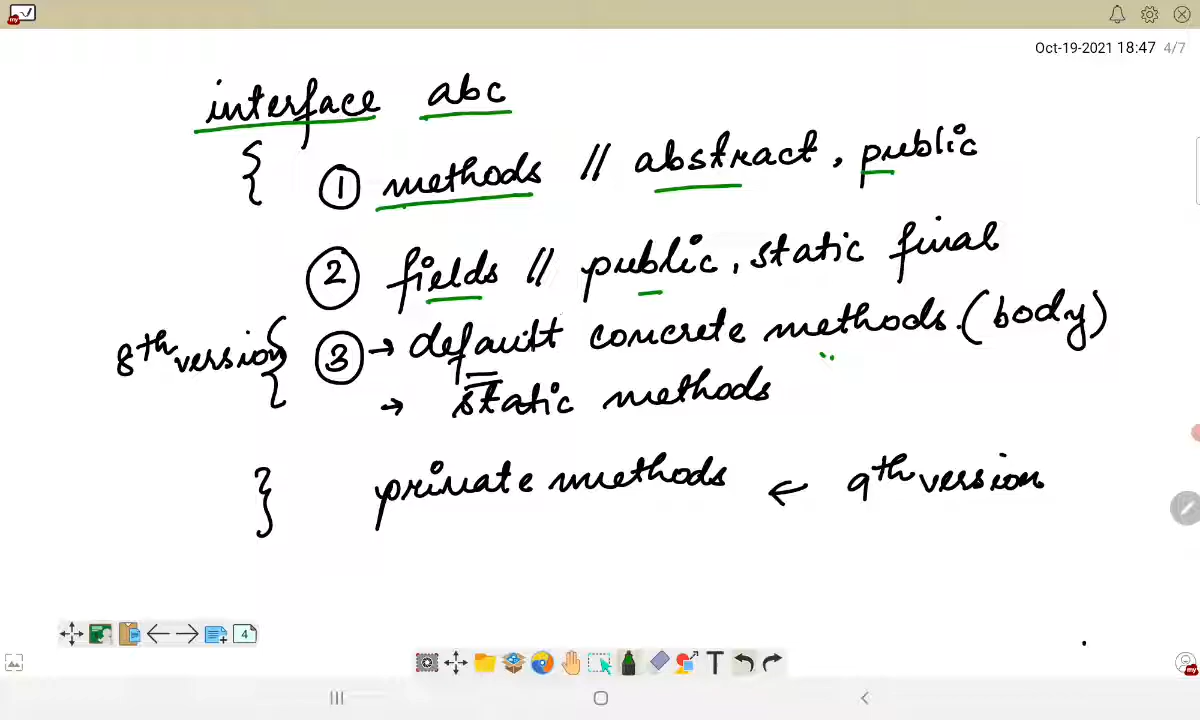 Oct-19-2021 18:47 4/7
interface abc
{ ① methods // abstract, public
② fields // public, static final
8th version { ③ → default concrete methods. (body)
→ static methods
} private methods ← 9th version
4
T